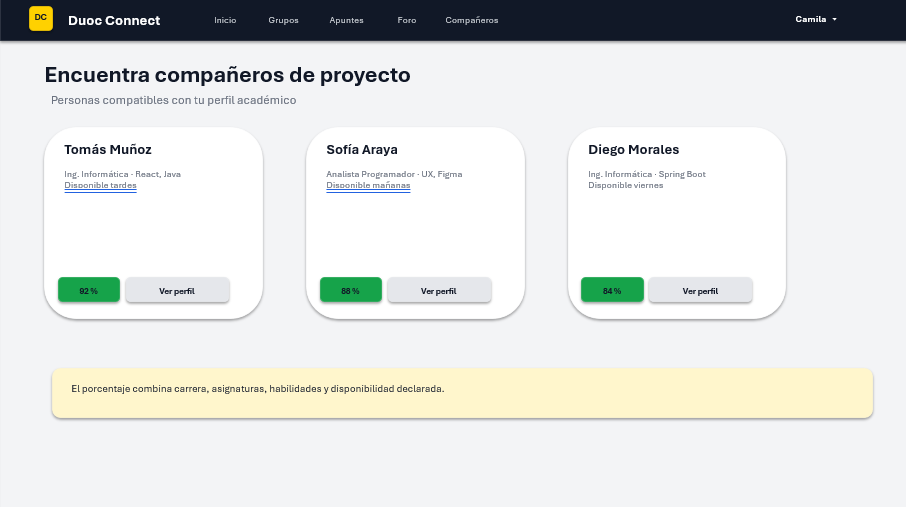 DC
Duoc Connect
Inicio
Grupos
Apuntes
Foro
Compañeros
Camila
Encuentra compañeros de proyecto
Personas compatibles con tu perfil académico
Tomás Muñoz
Ing. Informática · React, Java
Disponible tardes
92 %
Ver perfil
Sofía Araya
Analista Programador · UX, Figma
Disponible mañanas
88 %
Ver perfil
Diego Morales
Ing. Informática · Spring Boot
Disponible viernes
84 %
Ver perfil
El porcentaje combina carrera, asignaturas, habilidades y disponibilidad declarada.